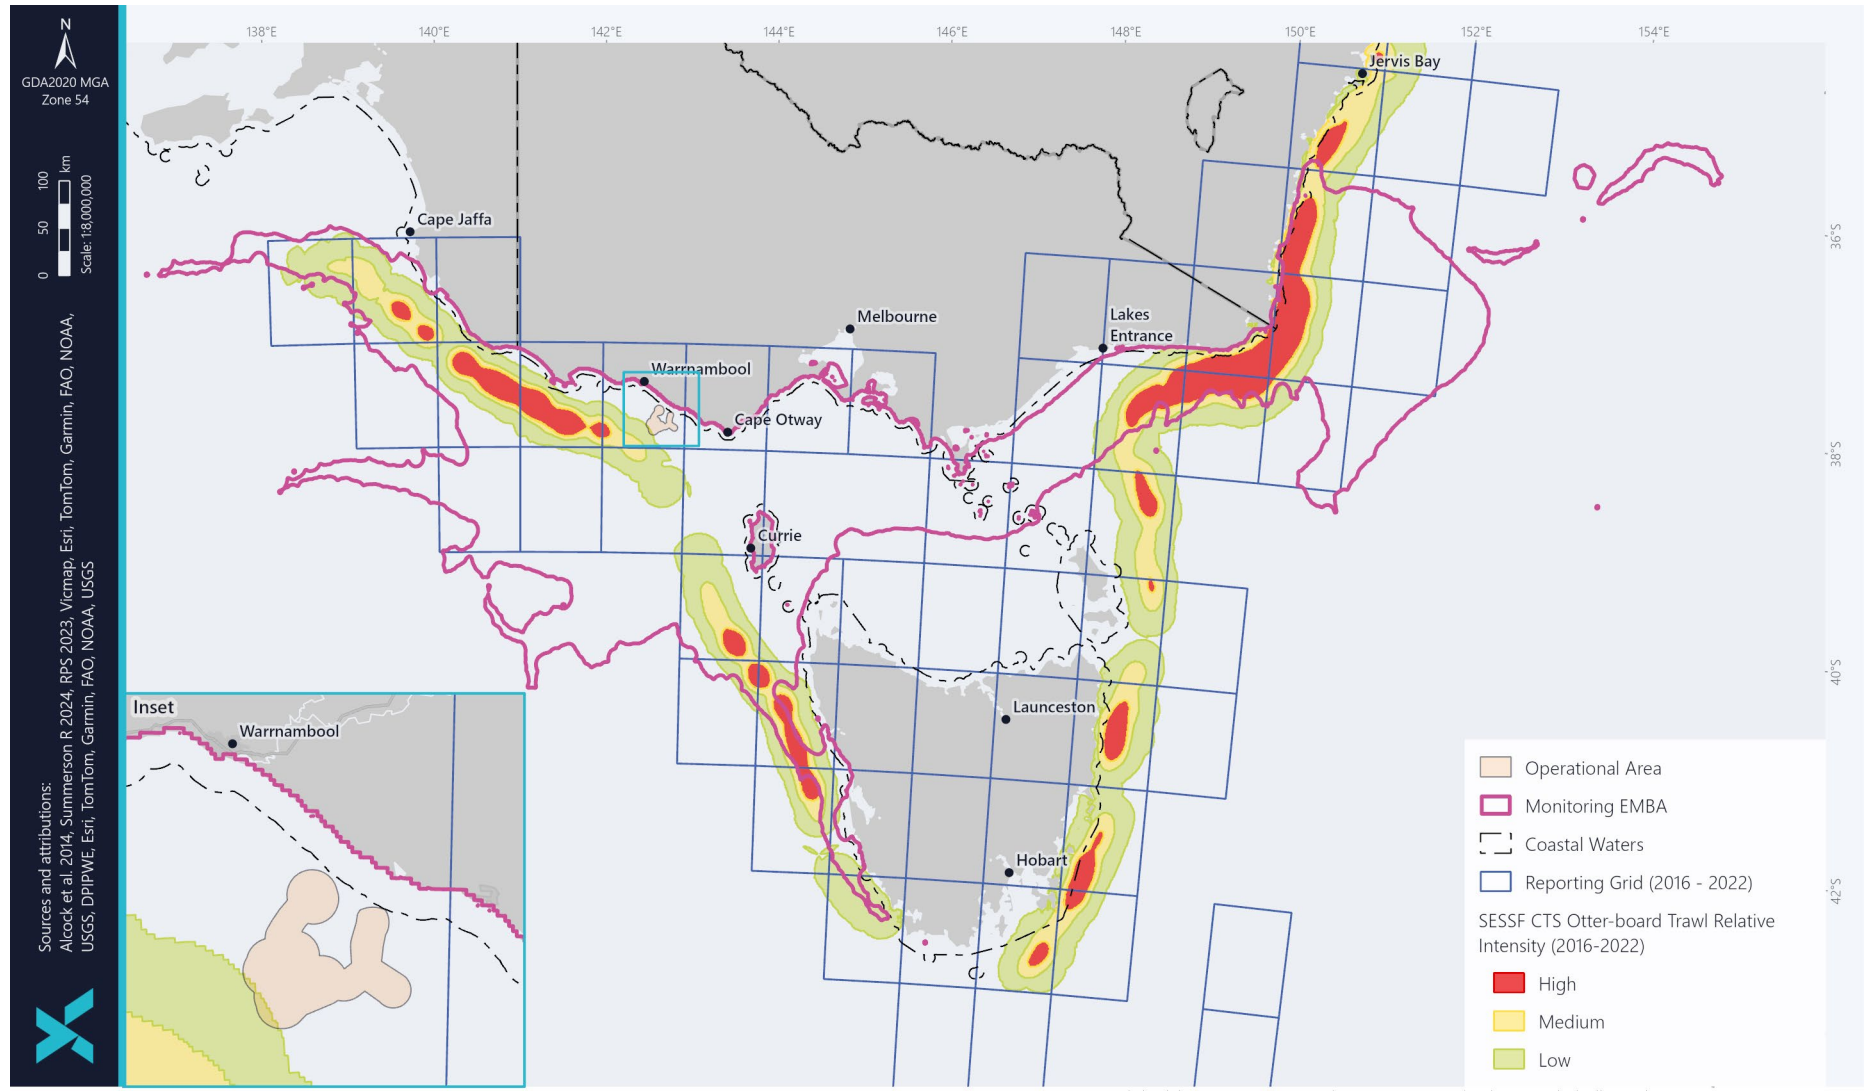 N
GDA2020 MGA
Zone 54
0 50 100
km
Scale: 1:8,000,000
Sources and attributions:
Alcock et al. 2014, Summerson R 2024, RPS 2023, Vicmap, Esri, TomTom, Garmin, FAO, NOAA,
USGS, DPIPWE, Esri, TomTom, Garmin, FAO, NOAA, USGS
138°E 140°E 142°E 144°E 146°E 148°E 150°E 152°E 154°E
36°S
38°S
40°S
42°S
Jervis Bay
Cape Jaffa
Melbourne
Lakes
Entrance
Warrnambool
Cape Otway
Currie
Launceston
Hobart
Inset
Warrnambool
Operational Area
Monitoring EMBA
Coastal Waters
Reporting Grid (2016 - 2022)
SESSF CTS Otter-board Trawl Relative
Intensity (2016-2022)
High
Medium
Low